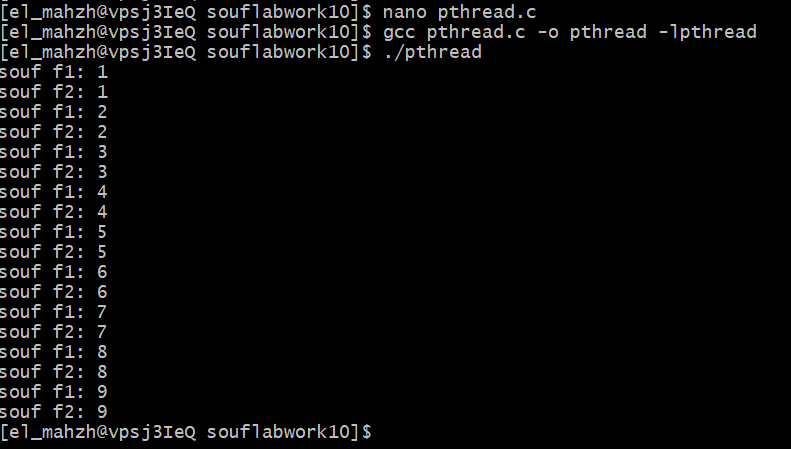 [el_mahzh@vpsj3IeQ souflabwork10]$ nano pthread.c
[el_mahzh@vpsj3IeQ souflabwork10]$ gcc pthread.c -o pthread -lpthread
[el_mahzh@vpsj3IeQ souflabwork10]$ ./pthread
souf f1: 1
souf f2: 1
souf f1: 2
souf f2: 2
souf f1: 3
souf f2: 3
souf f1: 4
souf f2: 4
souf f1: 5
souf f2: 5
souf f1: 6
souf f2: 6
souf f1: 7
souf f2: 7
souf f1: 8
souf f2: 8
souf f1: 9
souf f2: 9
[el_mahzh@vpsj3IeQ souflabwork10]$